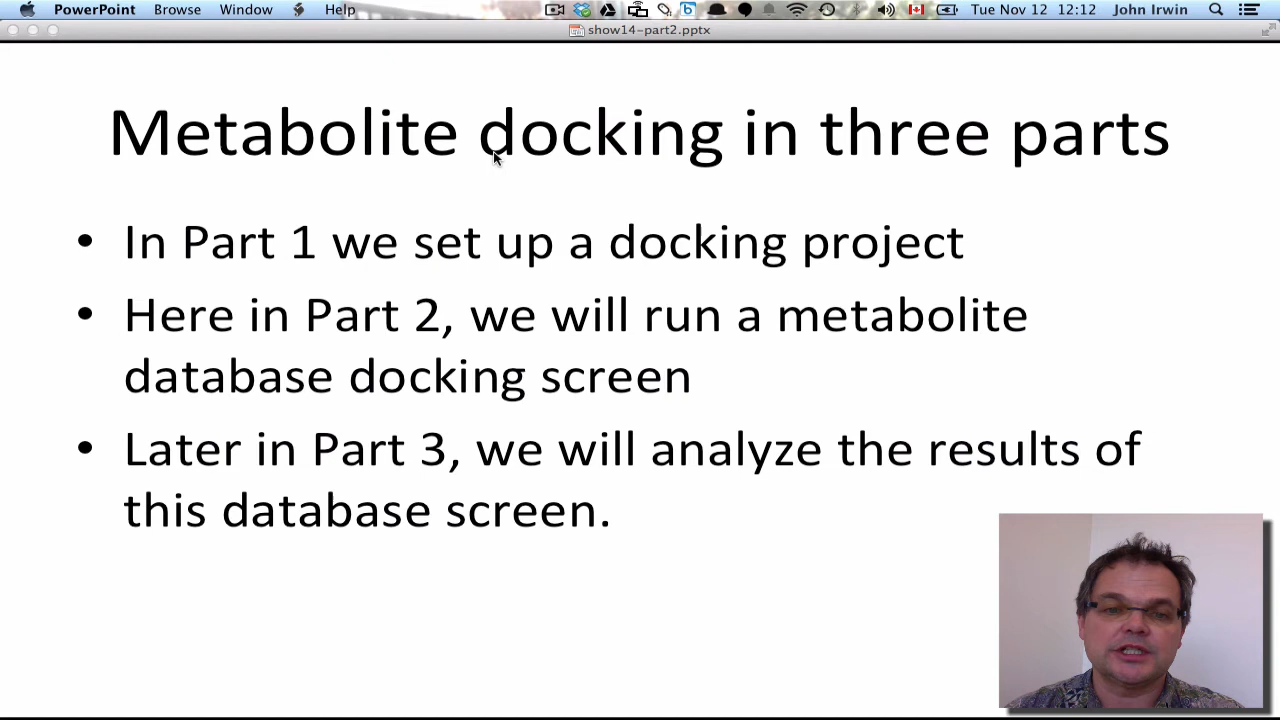 PowerPoint Browse Window Help Tue Nov 12 12:12 John Irwin
show14-part2.pptx
Metabolite docking in three parts
• In Part 1 we set up a docking project
• Here in Part 2, we will run a metabolite
database docking screen
• Later in Part 3, we will analyze the results of
this database screen.